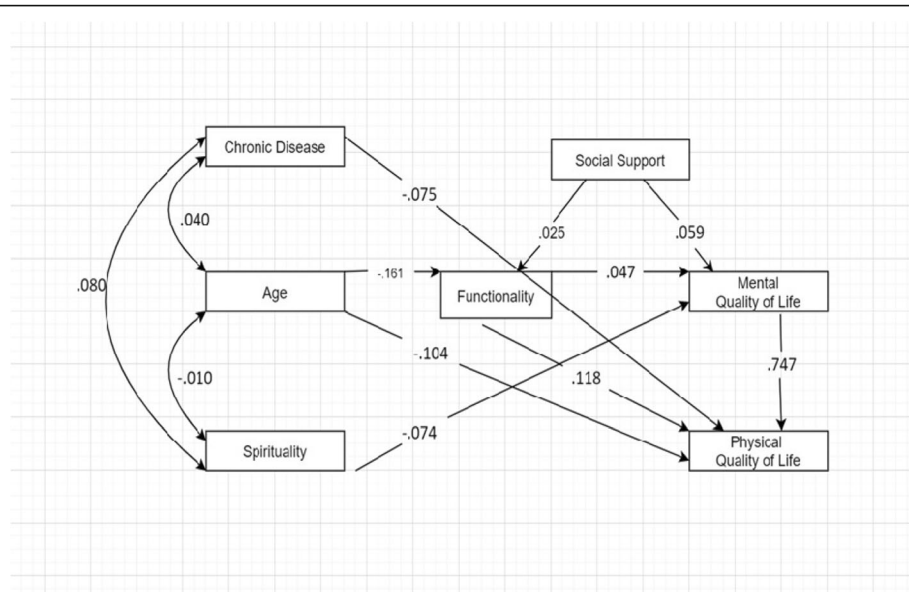 Chronic Disease
Social Support
-.075
.040
.025
.059
.080
Age
-.161
Functionality
.047
Mental
Quality of Life
-.104
-.010
.118
.747
-.074
Spirituality
Physical
Quality of Life